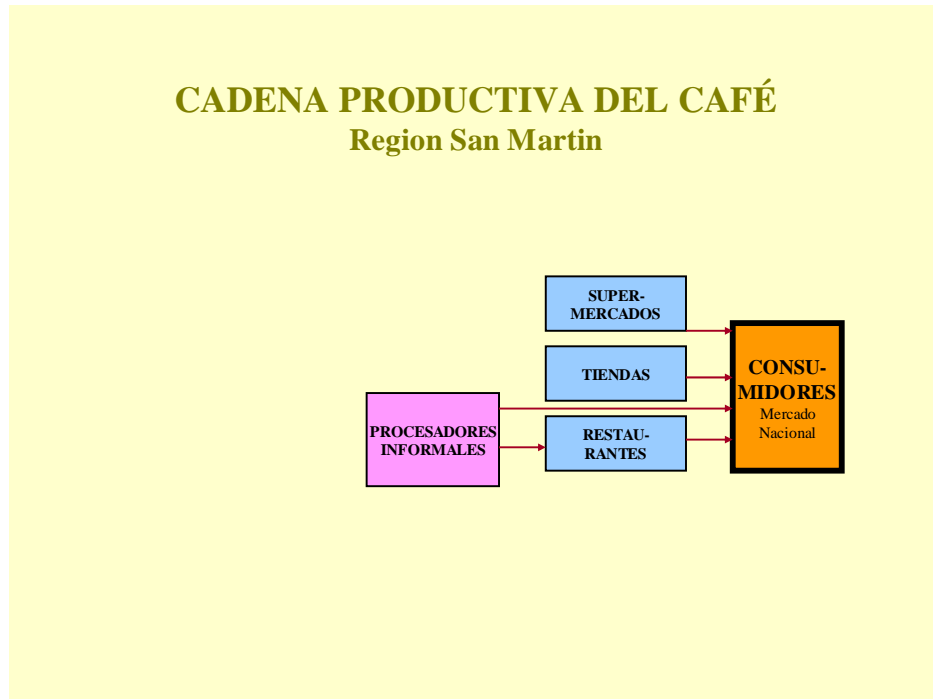 CADENA PRODUCTIVA DEL CAFÉ
Region San Martin
SUPER-
MERCADOS
TIENDAS
PROCESADORES
INFORMALES
RESTAU-
RANTES
CONSU-
MIDORES
Mercado
Nacional